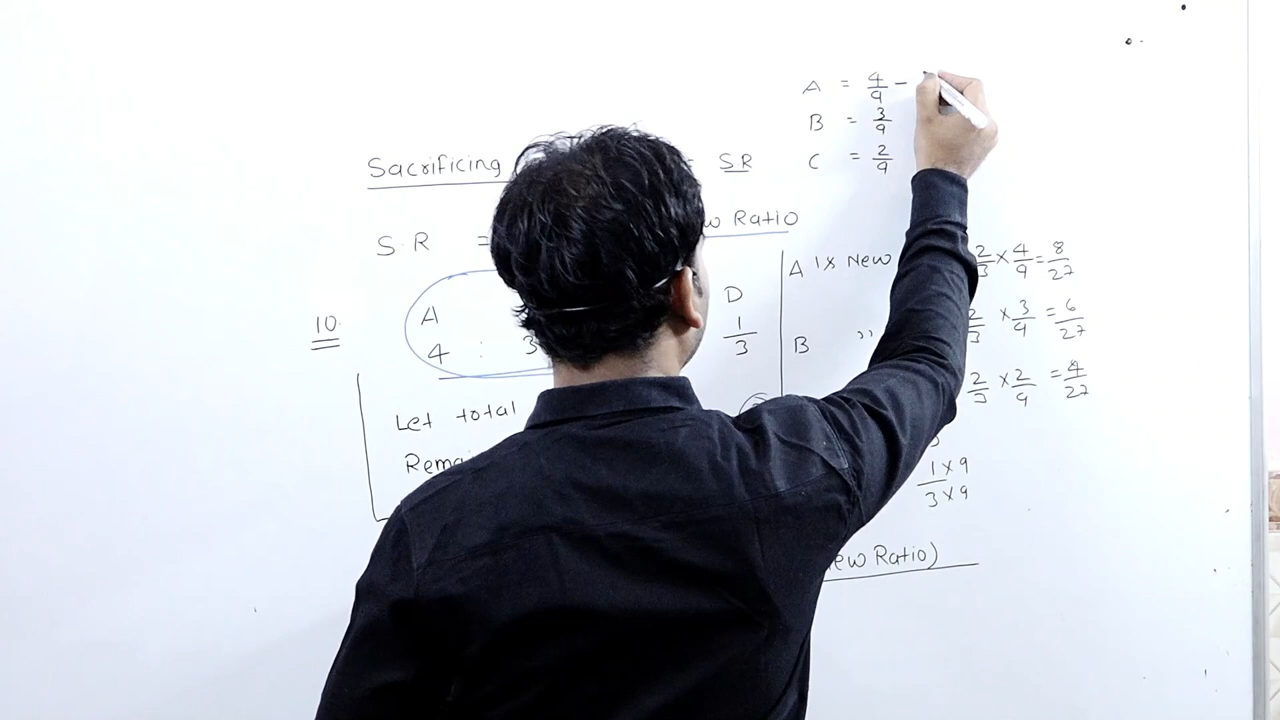 A = 4/9 -
B = 3/9
C = 2/9
Sacrificing = S.R
S.R = Ratio
10.
A D
4 : 3 1/3
Let total
A 1s New 2/3 × 4/9 = 8/27
B ,, 2/3 × 3/9 = 6/27
2/3 × 2/9 = 4/27
1 × 9
3 × 9
Ratio)